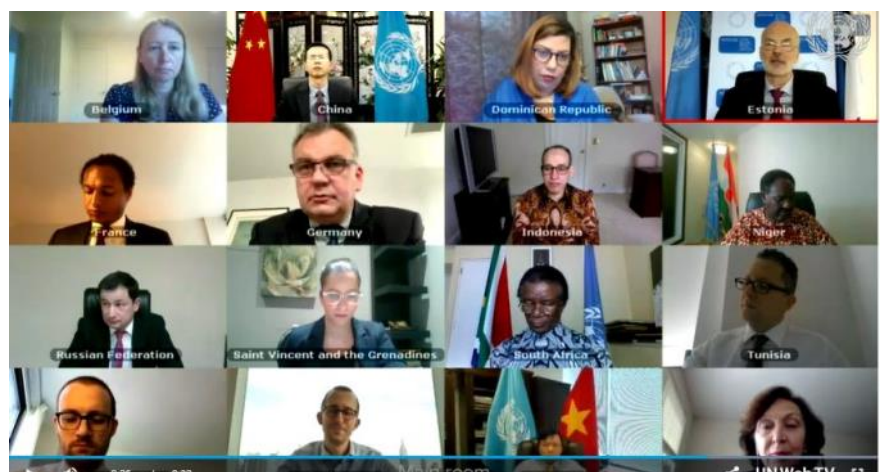 Belgium
China
Dominican Republic
Estonia
France
Germany
Indonesia
Niger
Russian Federation
Saint Vincent and the Grenadines
South Africa
Tunisia
UN Web TV